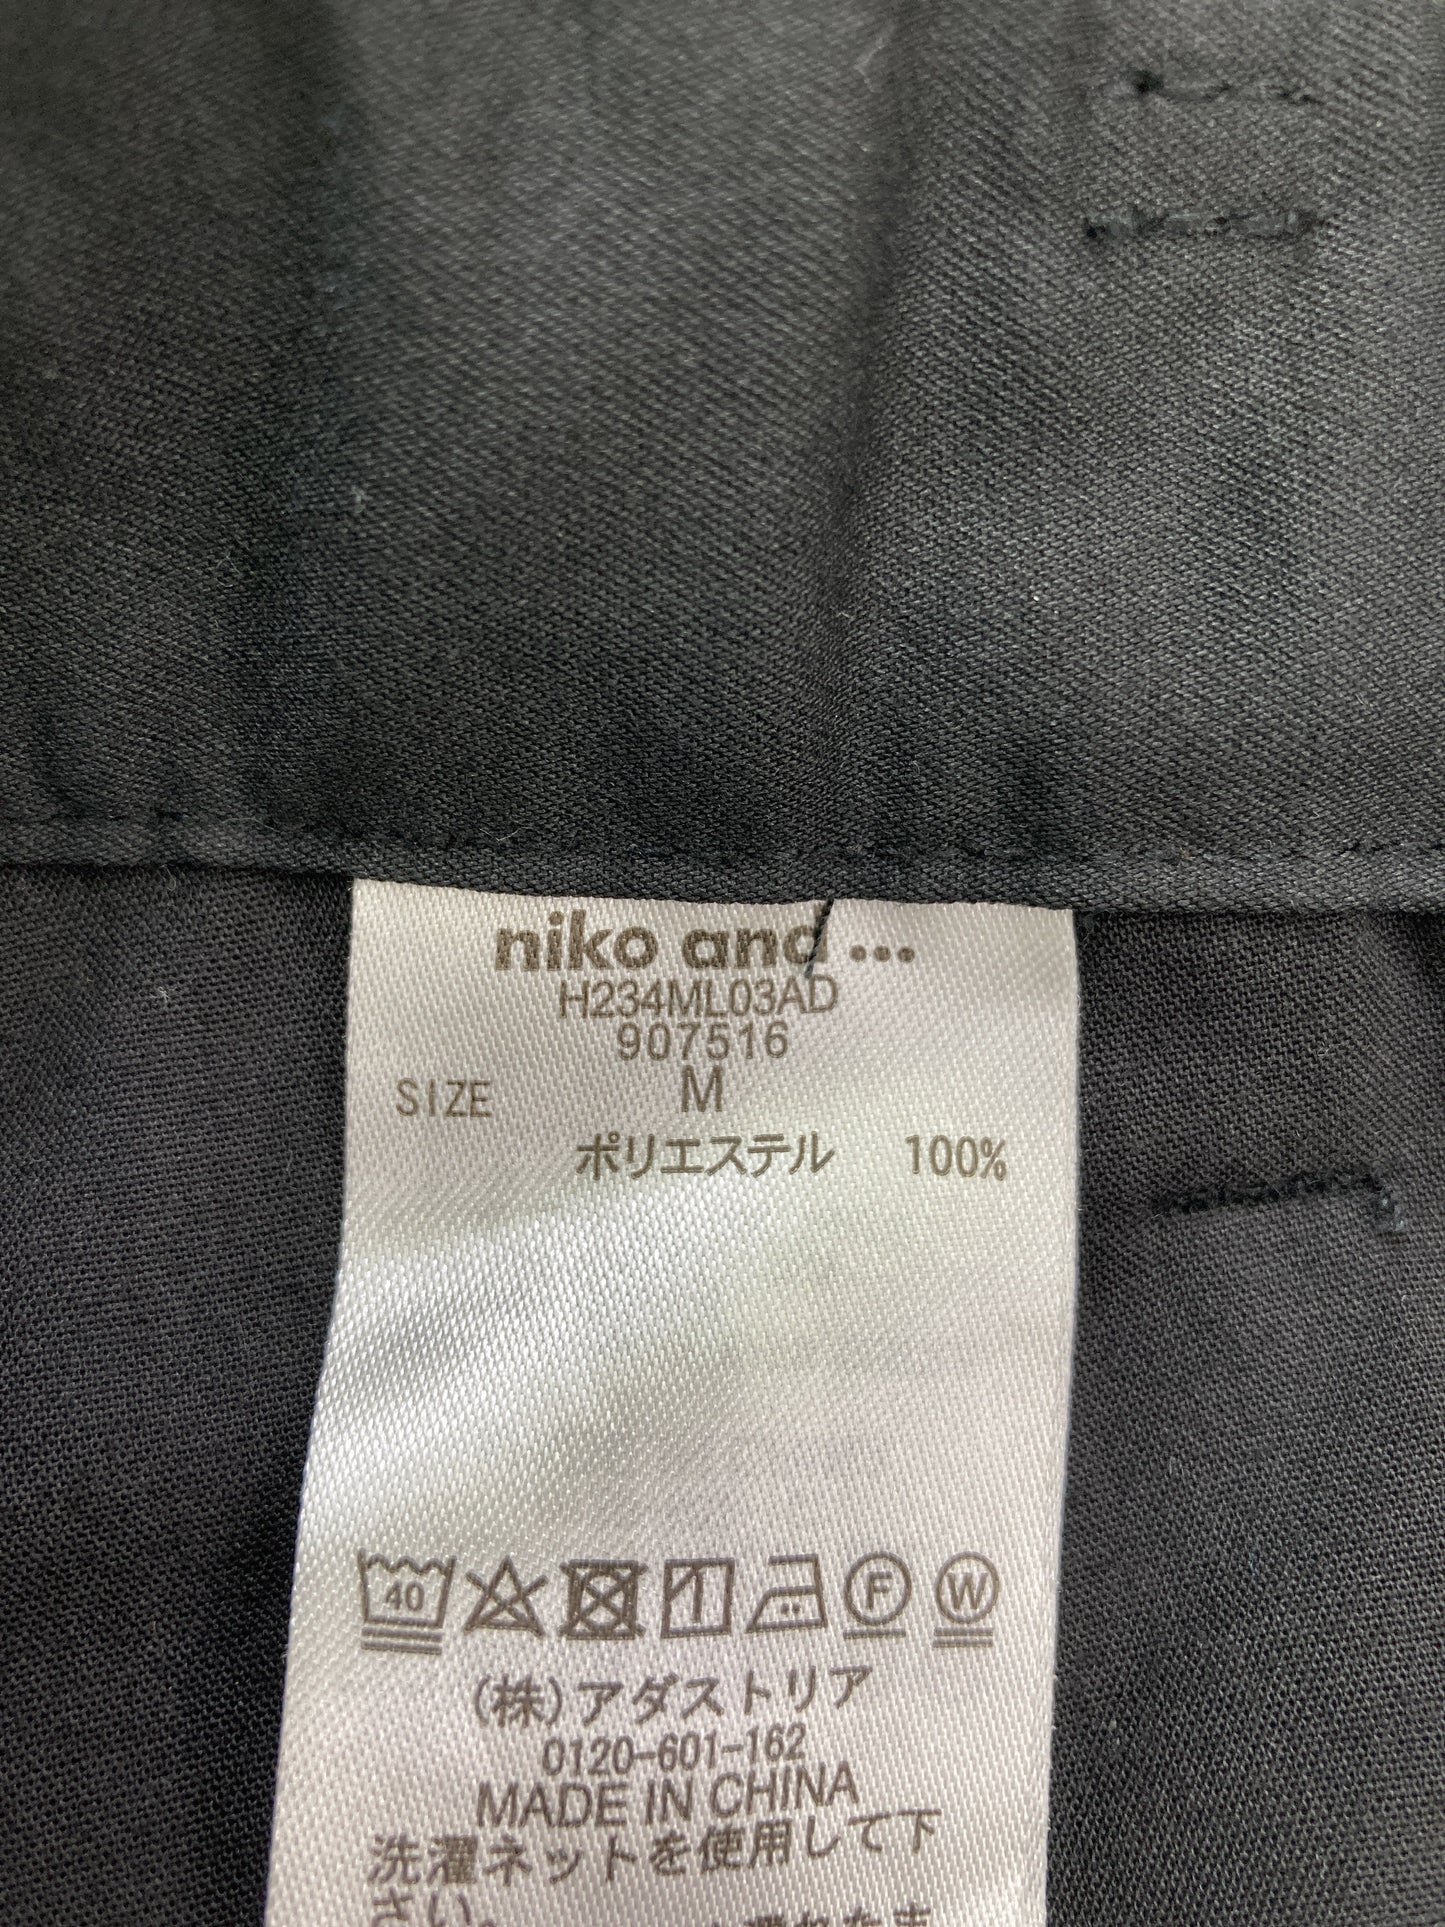 niko and ...
H234ML03AD
907516
SIZE M
ポリエステル 100%
40 F W
(株)アダストリア
0120-601-162
MADE IN CHINA
洗濯ネットを使用して下
さい。